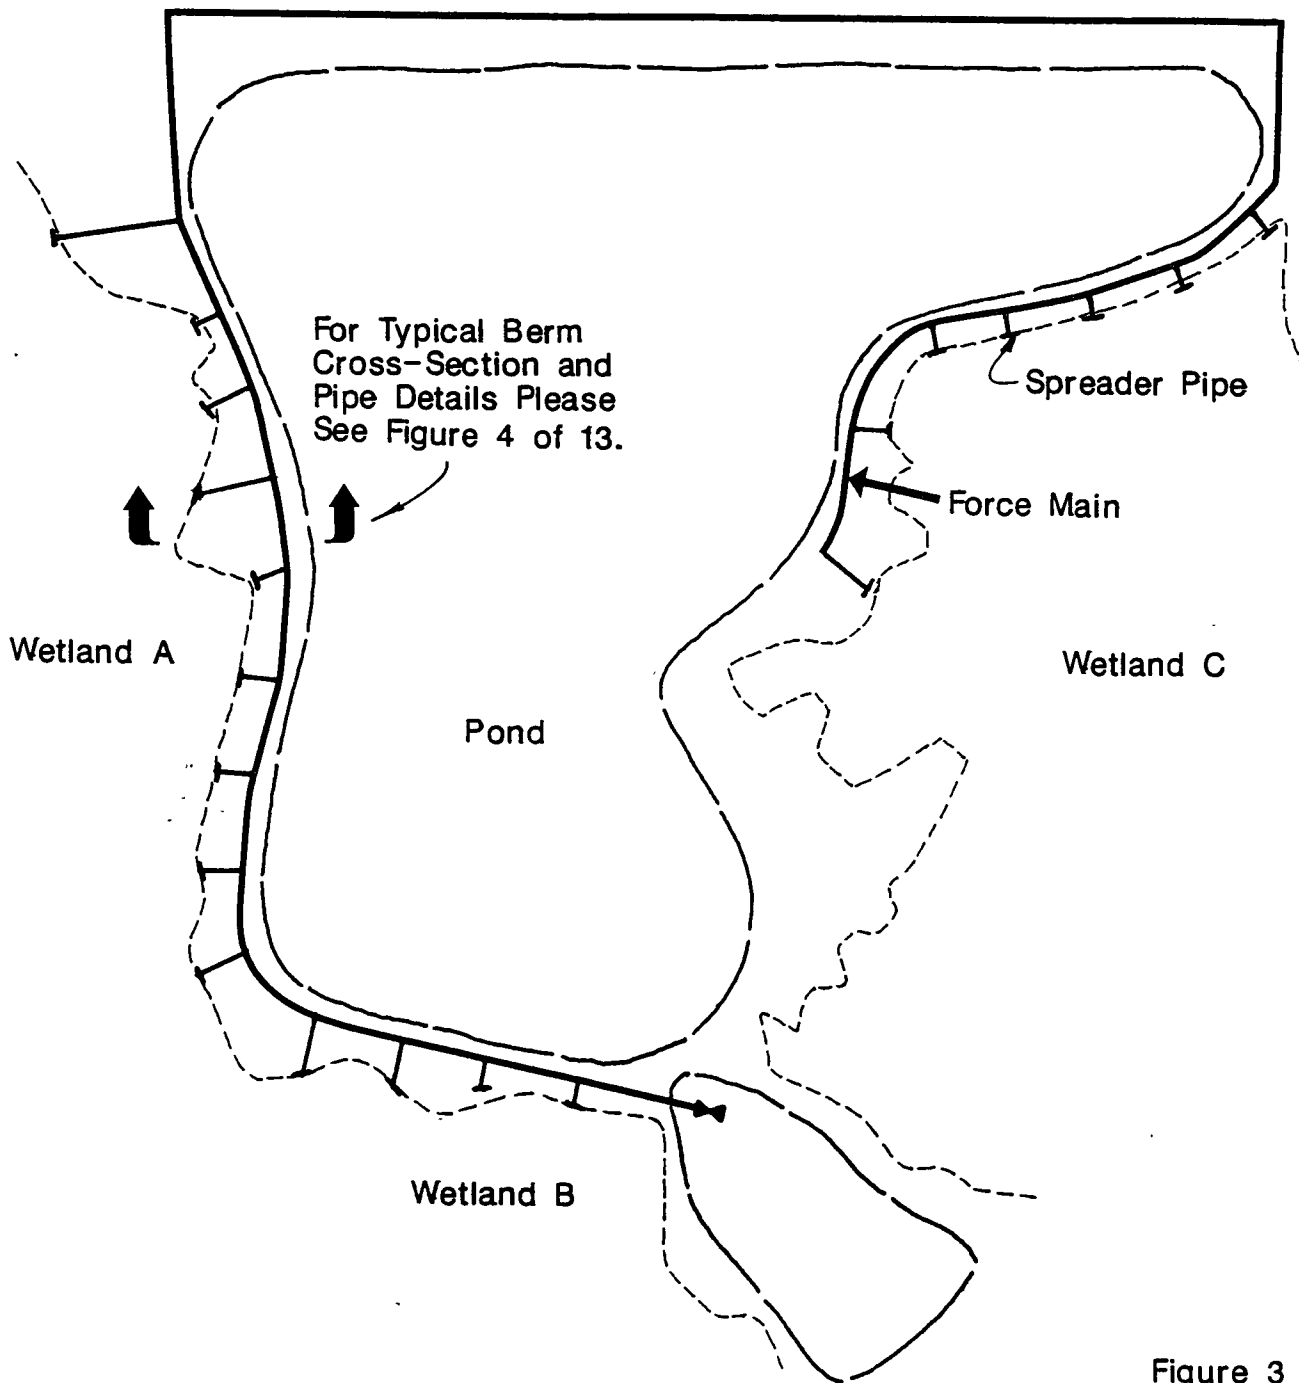 For Typical Berm
Cross-Section and
Pipe Details Please
See Figure 4 of 13.
Spreader Pipe
Force Main
Wetland A
Wetland C
Pond
Wetland B
Figure 3